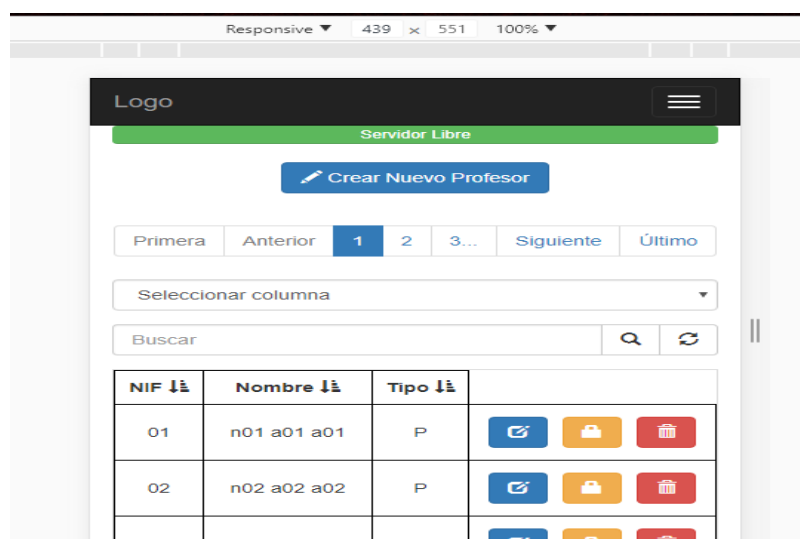 Responsive ▼ 439 × 551 100% ▼
Logo
Servidor Libre
Crear Nuevo Profesor
Primera Anterior 1 2 3... Siguiente Último
Seleccionar columna
Buscar
NIF Nombre Tipo
01 n01 a01 a01 P
02 n02 a02 a02 P